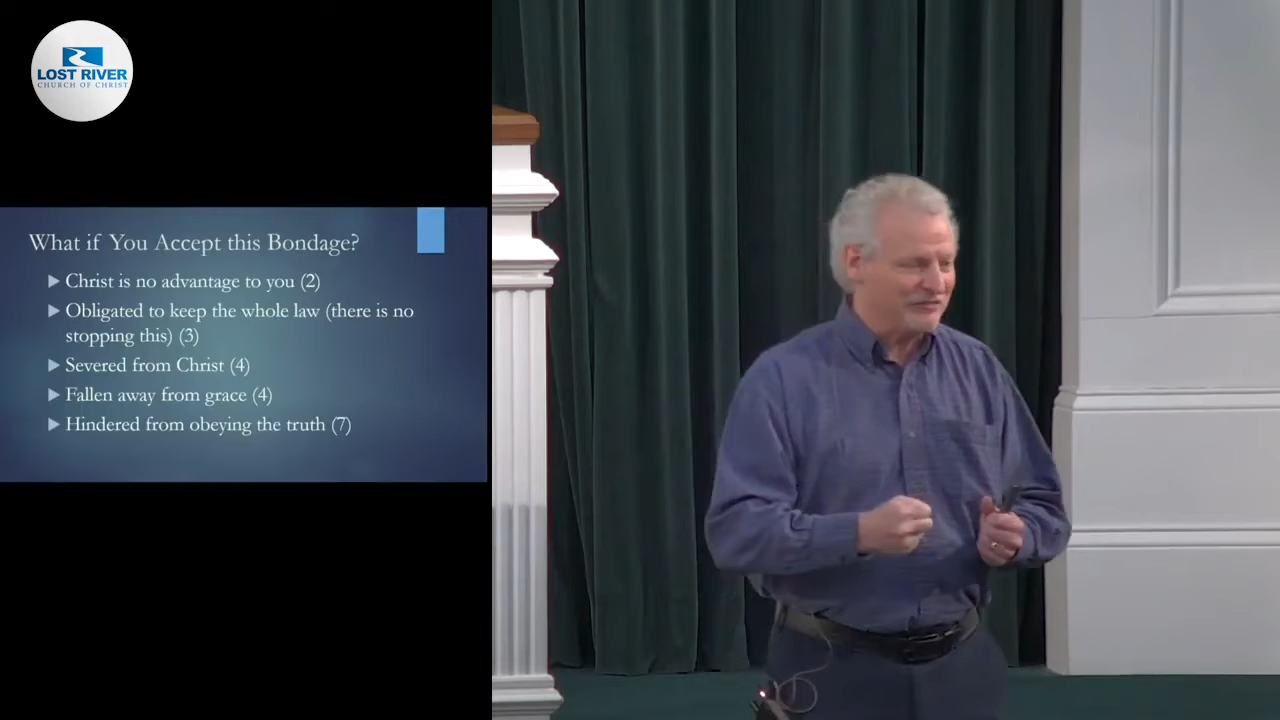 LOST RIVER
CHURCH OF CHRIST
What if You Accept this Bondage?
Christ is no advantage to you (2)
Obligated to keep the whole law (there is no
stopping this) (3)
Severed from Christ (4)
Fallen away from grace (4)
Hindered from obeying the truth (7)